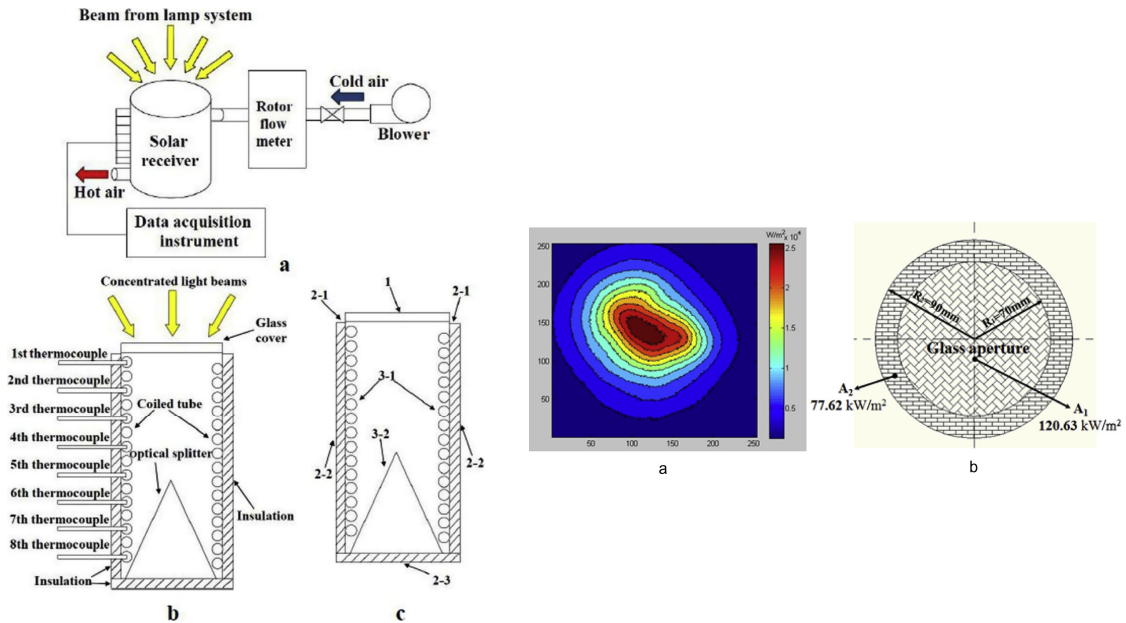 Beam from lamp system
Cold air
Rotor
flow
meter
Blower
Solar
receiver
Hot air
Data acquisition
instrument
a
Concentrated light beams
Glass
cover
1st thermocouple
2nd thermocouple
3rd thermocouple
4th thermocouple
5th thermocouple
6th thermocouple
7th thermocouple
8th thermocouple
Coiled tube
optical splitter
Insulation
Insulation
b
1
2-1
2-1
3-1
3-2
2-2
2-2
2-3
c
W/m² x 10⁴
250
200
150
100
50
50 100 150 200 250
2.5
2
1.5
1
0.5
a
R₂=90mm
R₁=70mm
Glass aperture
A₂
77.62 kW/m²
A₁
120.63 kW/m²
b